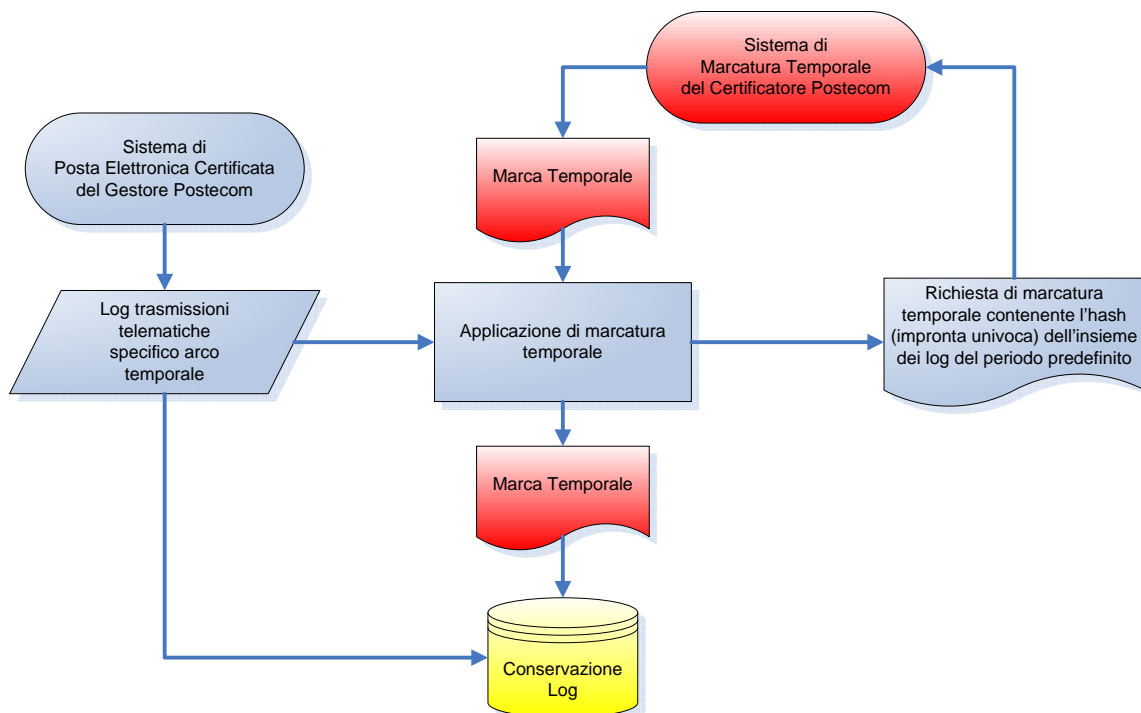 Sistema di
Marcatura Temporale
del Certificatore Postecom
Sistema di
Posta Elettronica Certificata
del Gestore Postecom
Marca Temporale
Log trasmissioni
telematiche
specifico arco
temporale
Applicazione di marcatura
temporale
Richiesta di marcatura
temporale contenente l'hash
(impronta univoca) dell'insieme
dei log del periodo predefinito
Marca Temporale
Conservazione
Log